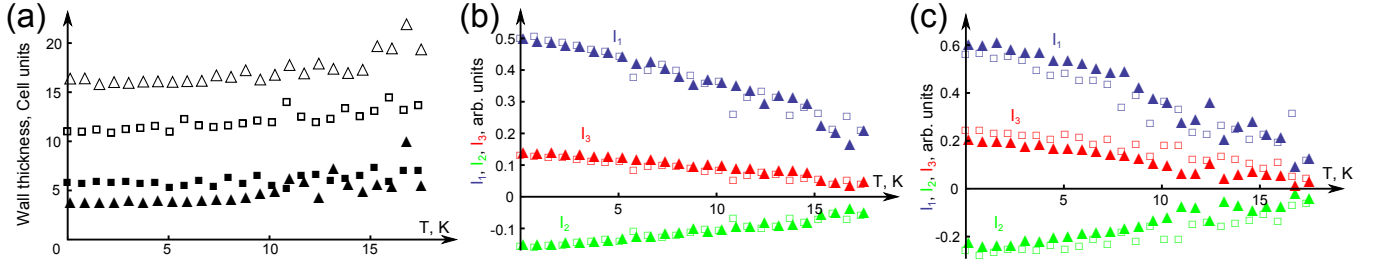 (a)
Wall thickness, Cell units
20
15
10
5
0
5
10
15
T, K
(b)
I1, I2, I3, arb. units
0.5
0.4
0.3
0.2
0.1
0
-0.1
I1
I3
I2
5
10
15
T, K
(c)
I1, I2, I3, arb. units
0.6
0.4
0.2
0
-0.2
I1
I3
I2
5
10
15
T, K